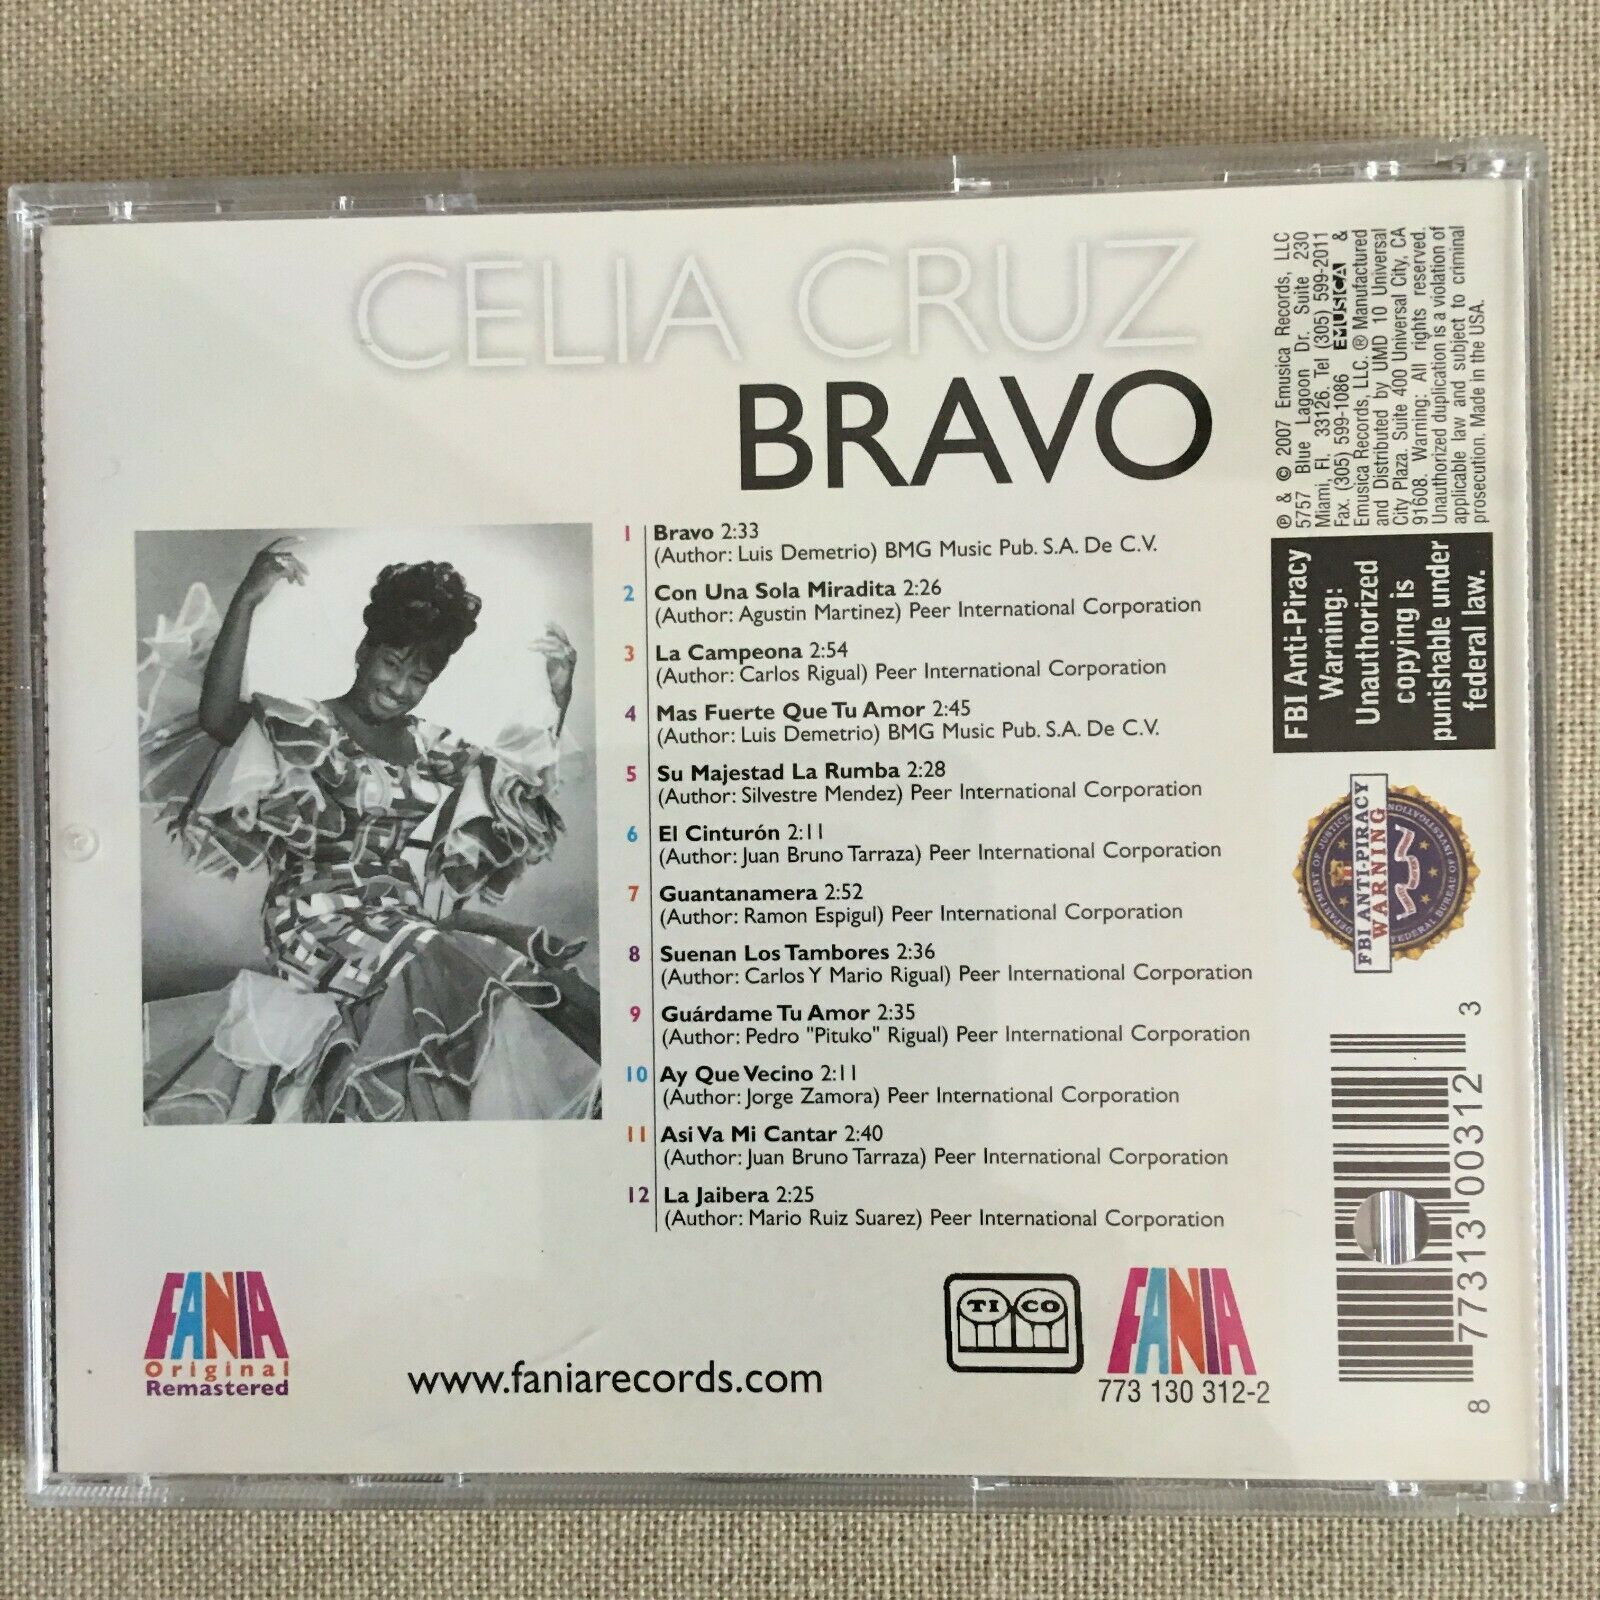 CELIA CRUZ
BRAVO
1 Bravo 2:33
(Author: Luis Demetrio) BMG Music Pub. S.A. De C.V.
2 Con Una Sola Miradita 2:26
(Author: Agustin Martinez) Peer International Corporation
3 La Campeona 2:54
(Author: Carlos Rigual) Peer International Corporation
4 Mas Fuerte Que Tu Amor 2:45
(Author: Luis Demetrio) BMG Music Pub. S.A. De C.V.
5 Su Majestad La Rumba 2:28
(Author: Silvestre Mendez) Peer International Corporation
6 El Cinturón 2:11
(Author: Juan Bruno Tarraza) Peer International Corporation
7 Guantanamera 2:52
(Author: Ramon Espigul) Peer International Corporation
8 Suenan Los Tambores 2:36
(Author: Carlos Y Mario Rigual) Peer International Corporation
9 Guárdame Tu Amor 2:35
(Author: Pedro "Pituko" Rigual) Peer International Corporation
10 Ay Que Vecino 2:11
(Author: Jorge Zamora) Peer International Corporation
11 Asi Va Mi Cantar 2:40
(Author: Juan Bruno Tarraza) Peer International Corporation
12 La Jaibera 2:25
(Author: Mario Ruiz Suarez) Peer International Corporation
FANIA
Original
Remastered
www.faniarecords.com
TICO
FANIA
773 130 312-2
℗ & © 2007 Emusica Records, LLC
5757 Blue Lagoon Dr. Suite 230
Miami, Fl. 33126. Tel (305) 599-2011
Fax. (305) 599-1086 EMUSICA &
Emusica Records, LLC. ® Manufactured
and Distributed by UMD 10 Universal
City Plaza. Suite 400 Universal City, CA
91608. Warning: All rights reserved.
Unauthorized duplication is a violation of
applicable law and subject to criminal
prosecution. Made in the USA.
FBI Anti-Piracy
Warning:
Unauthorized
copying is
punishable under
federal law.
DEPARTMENT OF JUSTICE
FEDERAL BUREAU OF INVESTIGATION
FBI ANTI-PIRACY
WARNING
8 77313 00312 3